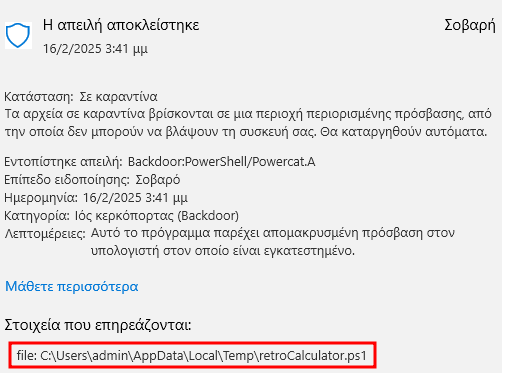 Η απειλή αποκλείστηκε
Σοβαρή
16/2/2025 3:41 μμ
Κατάσταση: Σε καραντίνα
Τα αρχεία σε καραντίνα βρίσκονται σε μια περιοχή περιορισμένης πρόσβασης, από
την οποία δεν μπορούν να βλάψουν τη συσκευή σας. Θα καταργηθούν αυτόματα.
Εντοπίστηκε απειλή: Backdoor:PowerShell/Powercat.A
Επίπεδο ειδοποίησης: Σοβαρό
Ημερομηνία: 16/2/2025 3:41 μμ
Κατηγορία: Ιός κερκόπορτας (Backdoor)
Λεπτομέρειες: Αυτό το πρόγραμμα παρέχει απομακρυσμένη πρόσβαση στον
υπολογιστή στον οποίο είναι εγκατεστημένο.
Μάθετε περισσότερα
Στοιχεία που επηρεάζονται:
file: C:\Users\admin\AppData\Local\Temp\retroCalculator.ps1